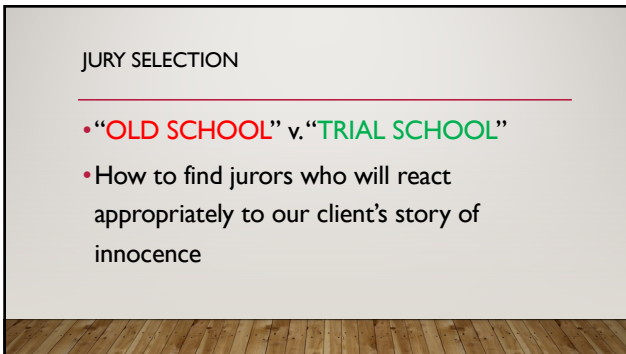 JURY SELECTION
•“OLD SCHOOL” v.“TRIAL SCHOOL”
•How to find jurors who will react
appropriately to our client’s story of
innocence